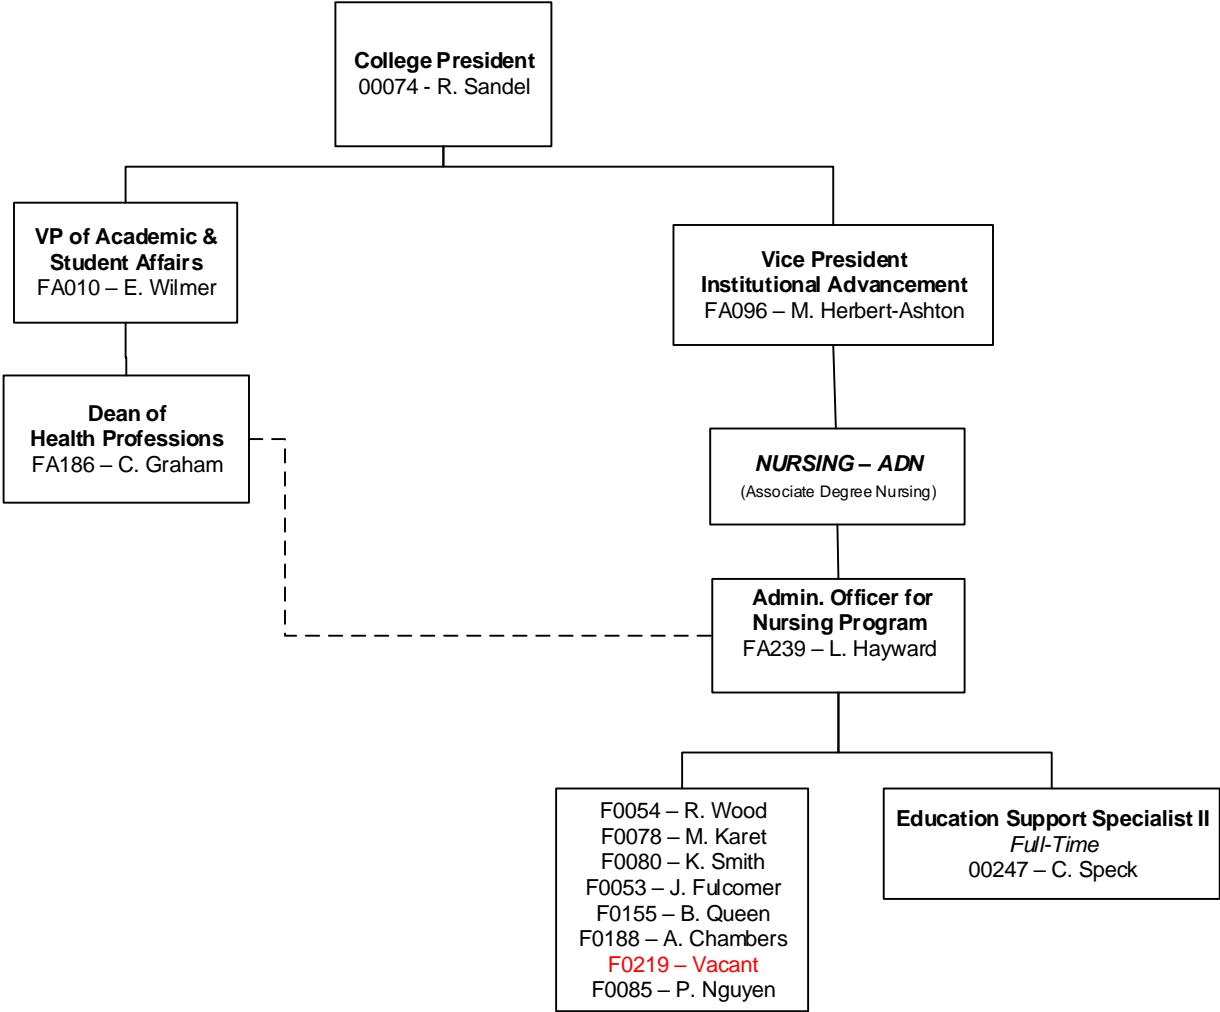 College President
00074 - R. Sandel
VP of Academic &
Student Affairs
FA010 – E. Wilmer
Vice President
Institutional Advancement
FA096 – M. Herbert-Ashton
Dean of
Health Professions
FA186 – C. Graham
NURSING – ADN
(Associate Degree Nursing)
Admin. Officer for
Nursing Program
FA239 – L. Hayward
F0054 – R. Wood
F0078 – M. Karet
F0080 – K. Smith
F0053 – J. Fulcomer
F0155 – B. Queen
F0188 – A. Chambers
F0219 – Vacant
F0085 – P. Nguyen
Education Support Specialist II
Full-Time
00247 – C. Speck